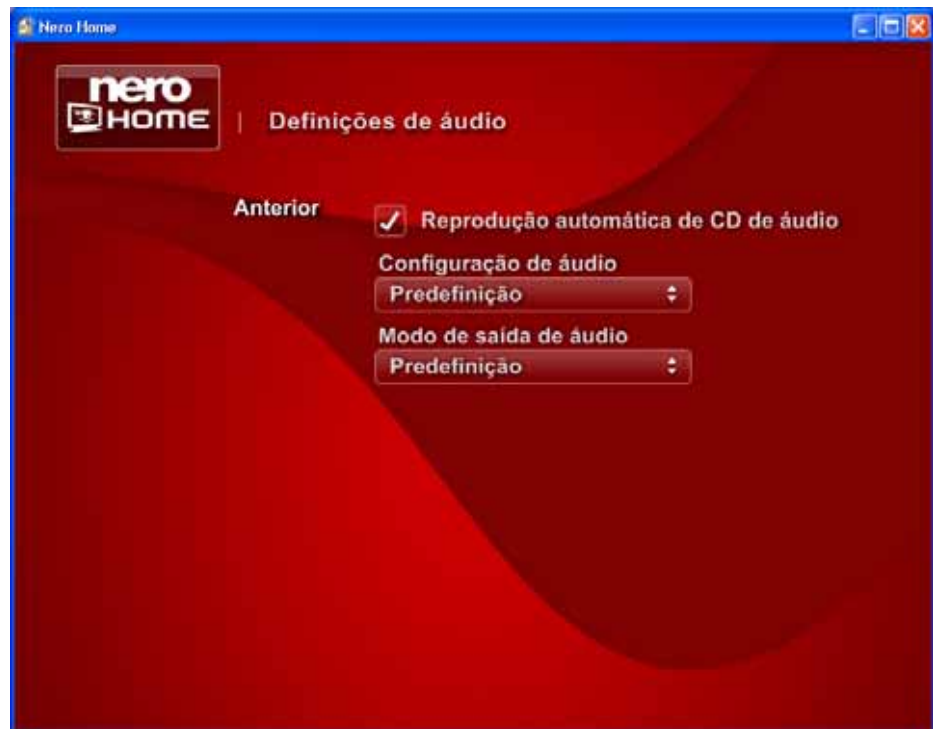 Nero Home
nero
HOME
| Definições de áudio
Anterior
Reprodução automática de CD de áudio
Configuração de áudio
Predefinição
Modo de saída de áudio
Predefinição